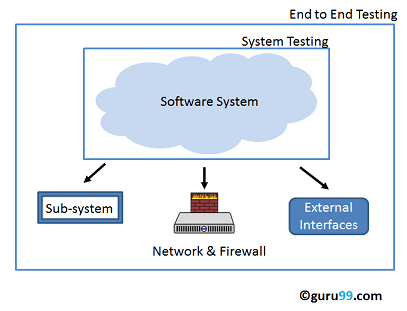 End to End Testing
System Testing
Software System
Sub-system
Network & Firewall
External
Interfaces
©guru99.com